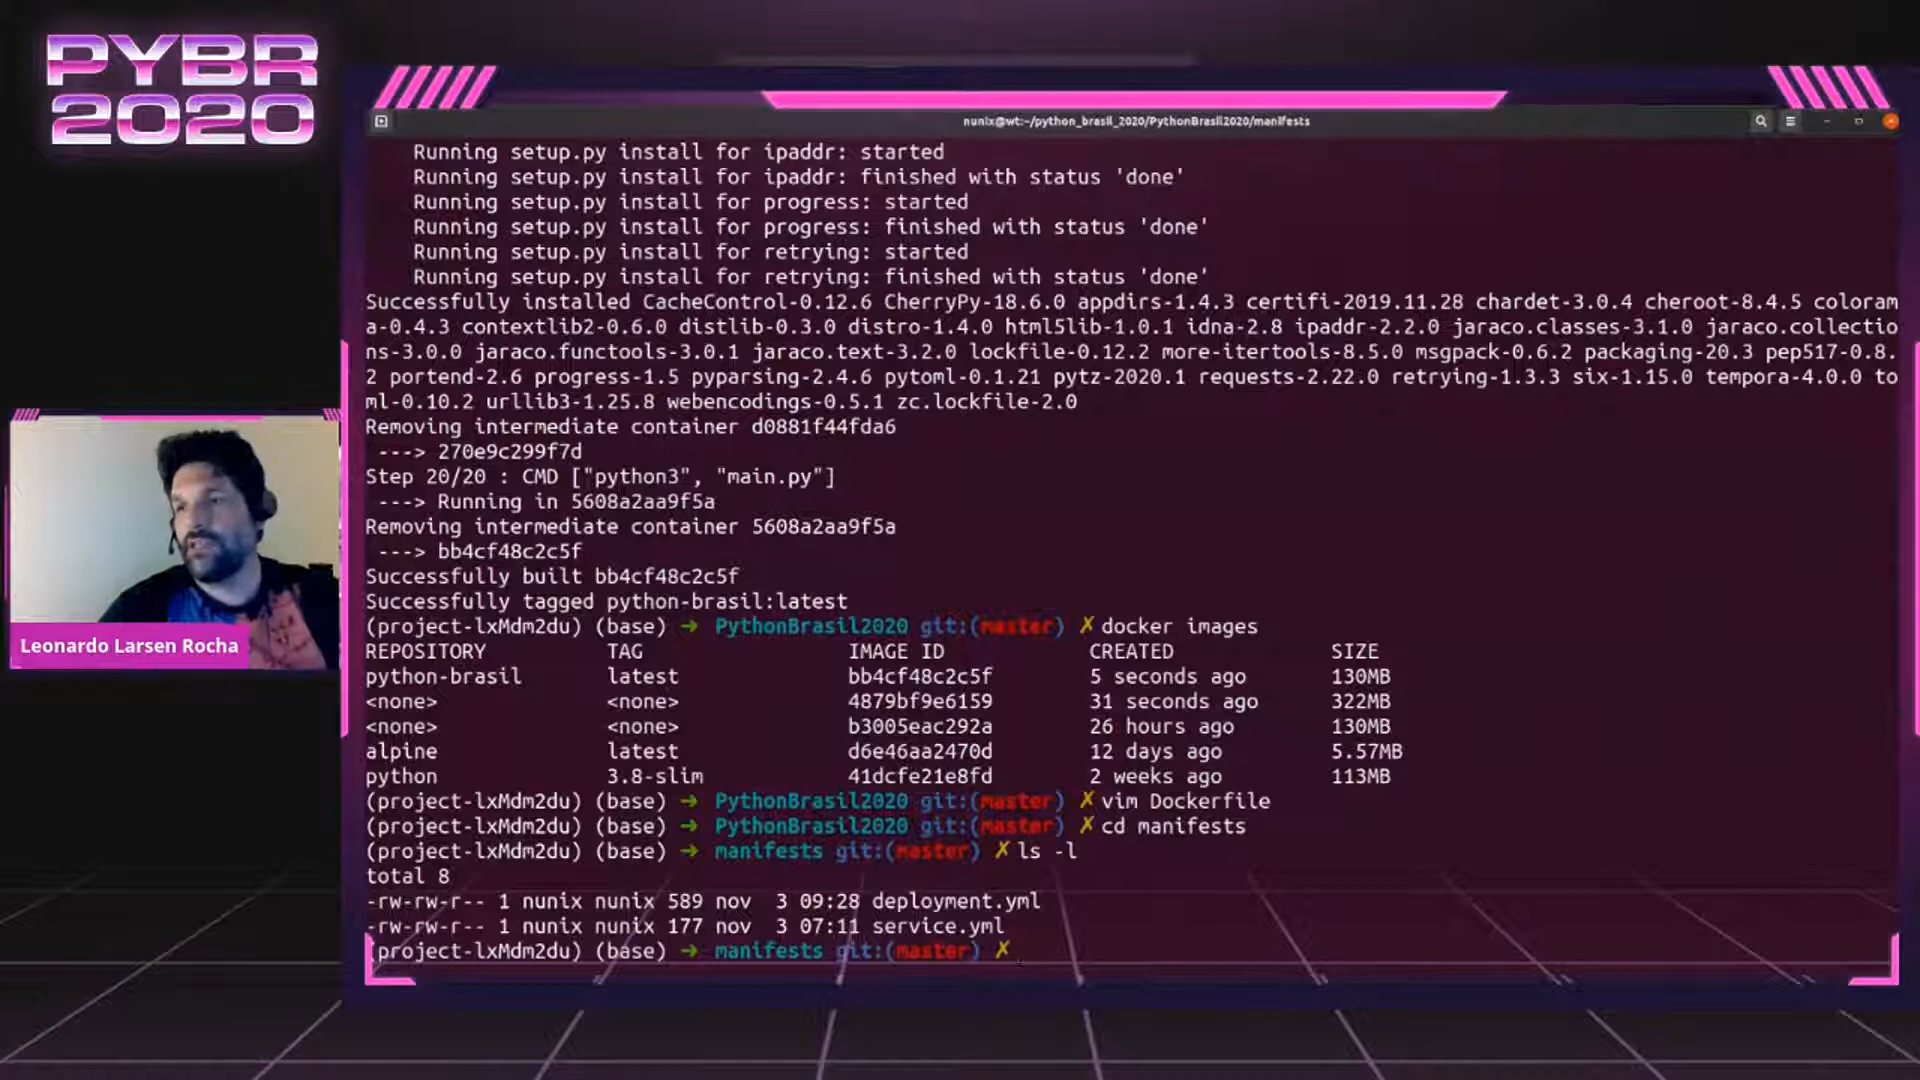 PYBR
2020
nunix@wt:~/python_brasil_2020/PythonBrasil2020/manifests
Running setup.py install for ipaddr: started
Running setup.py install for ipaddr: finished with status 'done'
Running setup.py install for progress: started
Running setup.py install for progress: finished with status 'done'
Running setup.py install for retrying: started
Running setup.py install for retrying: finished with status 'done'
Successfully installed CacheControl-0.12.6 CherryPy-18.6.0 appdirs-1.4.3 certifi-2019.11.28 chardet-3.0.4 cheroot-8.4.5 coloram
a-0.4.3 contextlib2-0.6.0 distlib-0.3.0 distro-1.4.0 html5lib-1.0.1 idna-2.8 ipaddr-2.2.0 jaraco.classes-3.1.0 jaraco.collectio
ns-3.0.0 jaraco.functools-3.0.1 jaraco.text-3.2.0 lockfile-0.12.2 more-itertools-8.5.0 msgpack-0.6.2 packaging-20.3 pep517-0.8.
2 portend-2.6 progress-1.5 pyparsing-2.4.6 pytoml-0.1.21 pytz-2020.1 requests-2.22.0 retrying-1.3.3 six-1.15.0 tempora-4.0.0 to
ml-0.10.2 urllib3-1.25.8 webencodings-0.5.1 zc.lockfile-2.0
Removing intermediate container d0881f44fda6
---> 270e9c299f7d
Step 20/20 : CMD ["python3", "main.py"]
---> Running in 5608a2aa9f5a
Removing intermediate container 5608a2aa9f5a
---> bb4cf48c2c5f
Successfully built bb4cf48c2c5f
Successfully tagged python-brasil:latest
(project-lxMdm2du) (base) → PythonBrasil2020 git:(master) ✗ docker images
REPOSITORY TAG IMAGE ID CREATED SIZE
python-brasil latest bb4cf48c2c5f 5 seconds ago 130MB
<none> <none> 4879bf9e6159 31 seconds ago 322MB
<none> <none> b3005eac292a 26 hours ago 130MB
alpine latest d6e46aa2470d 12 days ago 5.57MB
python 3.8-slim 41dcfe21e8fd 2 weeks ago 113MB
(project-lxMdm2du) (base) → PythonBrasil2020 git:(master) ✗ vim Dockerfile
(project-lxMdm2du) (base) → PythonBrasil2020 git:(master) ✗ cd manifests
(project-lxMdm2du) (base) → manifests git:(master) ✗ ls -l
total 8
-rw-rw-r-- 1 nunix nunix 589 nov 3 09:28 deployment.yml
-rw-rw-r-- 1 nunix nunix 177 nov 3 07:11 service.yml
(project-lxMdm2du) (base) → manifests git:(master) ✗
Leonardo Larsen Rocha